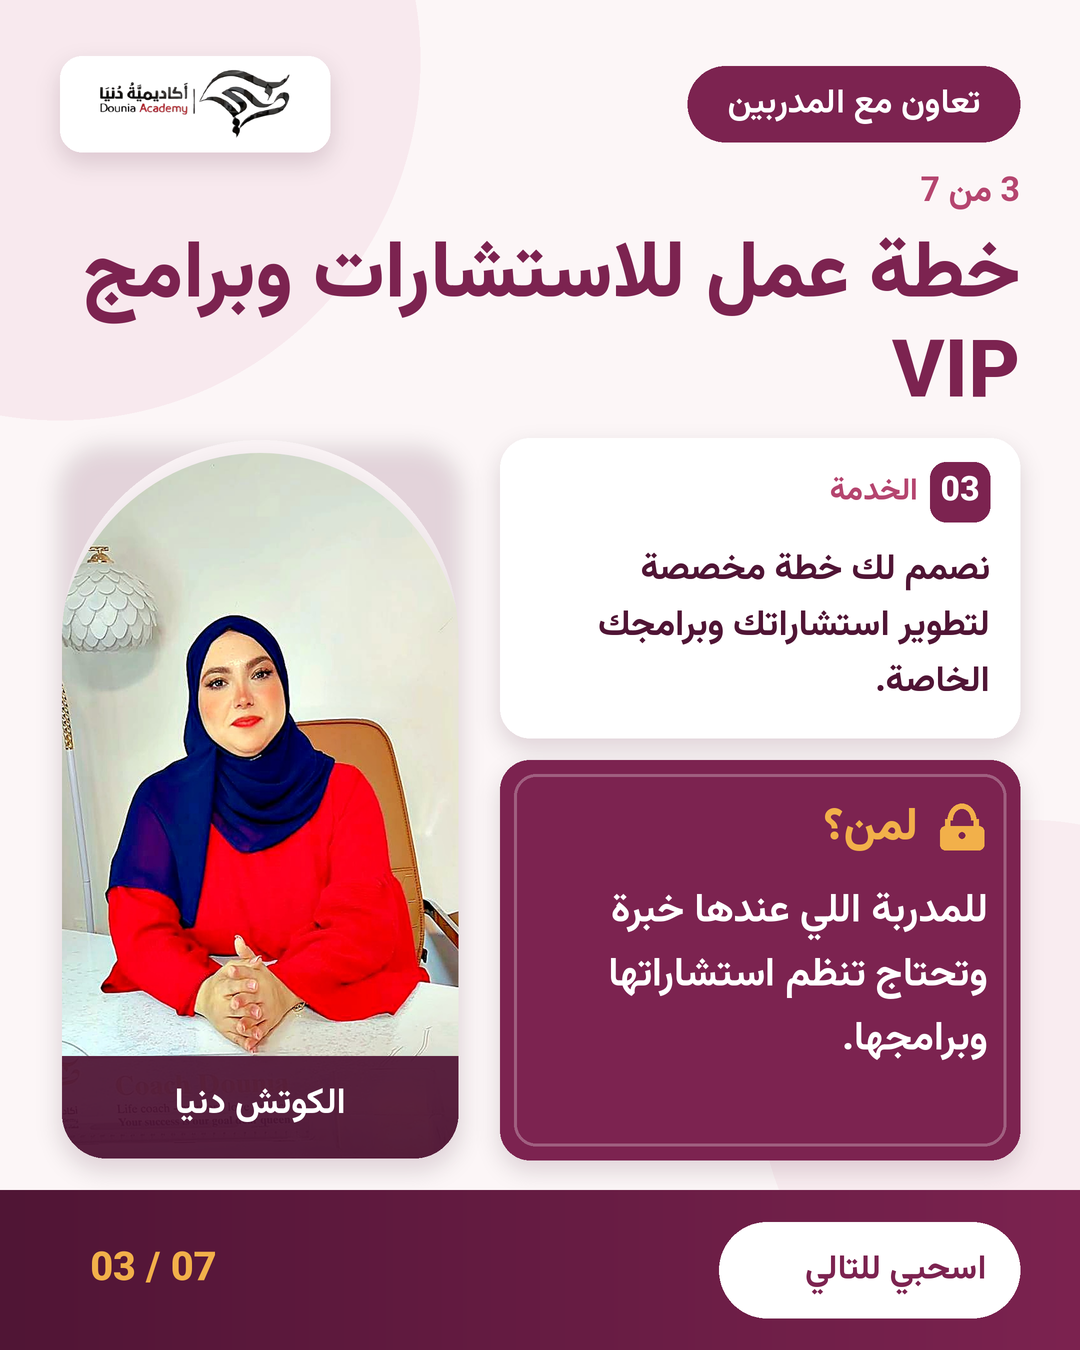 تعاون مع المدربين
أكاديميَّةُ دُنيَا
Dounia Academy
3 من 7
خطة عمل للاستشارات وبرامج
VIP
03 الخدمة
نصمم لك خطة مخصصة
لتطوير استشاراتك وبرامجك
الخاصة.
لمن؟
للمدربة اللي عندها خبرة
وتحتاج تنظم استشاراتها
وبرامجها.
الكوتش دنيا
اسحبي للتالي
03 / 07